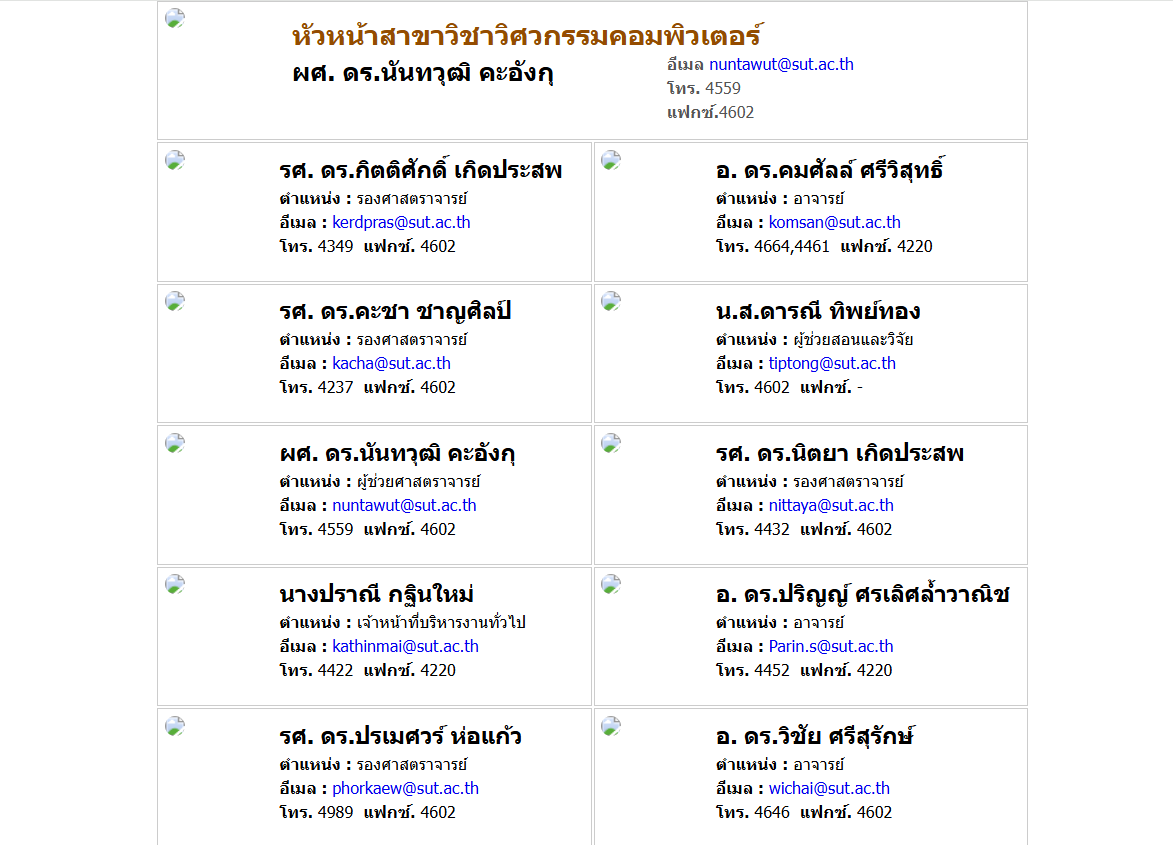 หัวหน้าสาขาวิชาวิศวกรรมคอมพิวเตอร์
ผศ. ดร.นันทวุฒิ คะอังกุ
อีเมล nuntawut@sut.ac.th
โทร. 4559
แฟกซ์.4602
รศ. ดร.กิตติศักดิ์ เกิดประสพ
ตำแหน่ง : รองศาสตราจารย์
อีเมล : kerdpras@sut.ac.th
โทร. 4349 แฟกซ์. 4602
อ. ดร.คมศัลล์ ศรีวิสุทธิ์
ตำแหน่ง : อาจารย์
อีเมล : komsan@sut.ac.th
โทร. 4664,4461 แฟกซ์. 4220
รศ. ดร.คะชา ชาญศิลป์
ตำแหน่ง : รองศาสตราจารย์
อีเมล : kacha@sut.ac.th
โทร. 4237 แฟกซ์. 4602
น.ส.ดารณี ทิพย์ทอง
ตำแหน่ง : ผู้ช่วยสอนและวิจัย
อีเมล : tiptong@sut.ac.th
โทร. 4602 แฟกซ์. -
ผศ. ดร.นันทวุฒิ คะอังกุ
ตำแหน่ง : ผู้ช่วยศาสตราจารย์
อีเมล : nuntawut@sut.ac.th
โทร. 4559 แฟกซ์. 4602
รศ. ดร.นิตยา เกิดประสพ
ตำแหน่ง : รองศาสตราจารย์
อีเมล : nittaya@sut.ac.th
โทร. 4432 แฟกซ์. 4602
นางปราณี กฐินใหม่
ตำแหน่ง : เจ้าหน้าที่บริหารงานทั่วไป
อีเมล : kathinmai@sut.ac.th
โทร. 4422 แฟกซ์. 4220
อ. ดร.ปริญญ์ ศรเลิศล้ำวาณิช
ตำแหน่ง : อาจารย์
อีเมล : Parin.s@sut.ac.th
โทร. 4452 แฟกซ์. 4220
รศ. ดร.ปรเมศวร์ ห่อแก้ว
ตำแหน่ง : รองศาสตราจารย์
อีเมล : phorkaew@sut.ac.th
โทร. 4989 แฟกซ์. 4602
อ. ดร.วิชัย ศรีสุรักษ์
ตำแหน่ง : อาจารย์
อีเมล : wichai@sut.ac.th
โทร. 4646 แฟกซ์. 4602